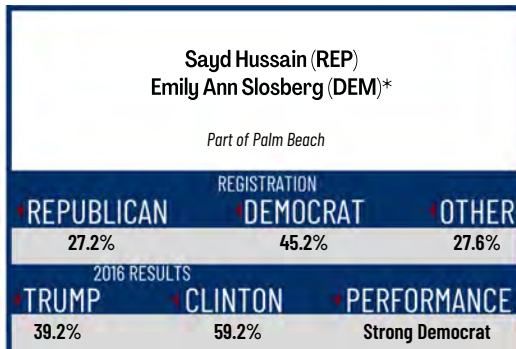 Sayd Hussain (REP)
Emily Ann Slosberg (DEM)*
Part of Palm Beach
REGISTRATION
REPUBLICAN DEMOCRAT OTHER
27.2% 45.2% 27.6%
2016 RESULTS
TRUMP CLINTON PERFORMANCE
39.2% 59.2% Strong Democrat